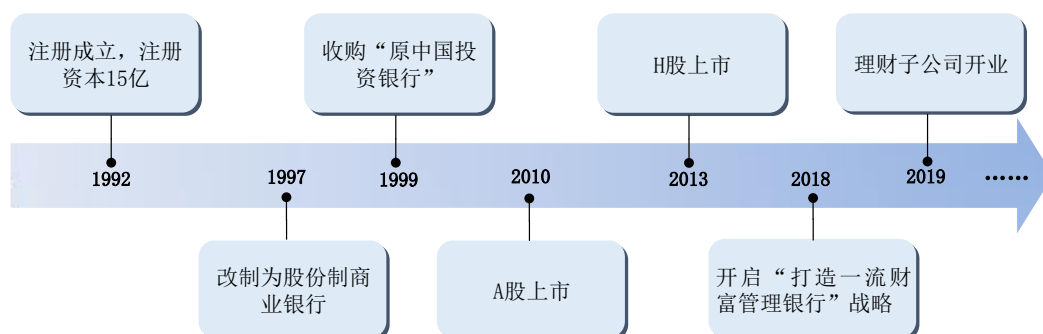 注册成立，注册
资本15亿
收购“原中国投
资银行”
H股上市
理财子公司开业
1992
1997
1999
2010
2013
2018
2019
……
改制为股份制商
业银行
A股上市
开启“打造一流财
富管理银行”战略